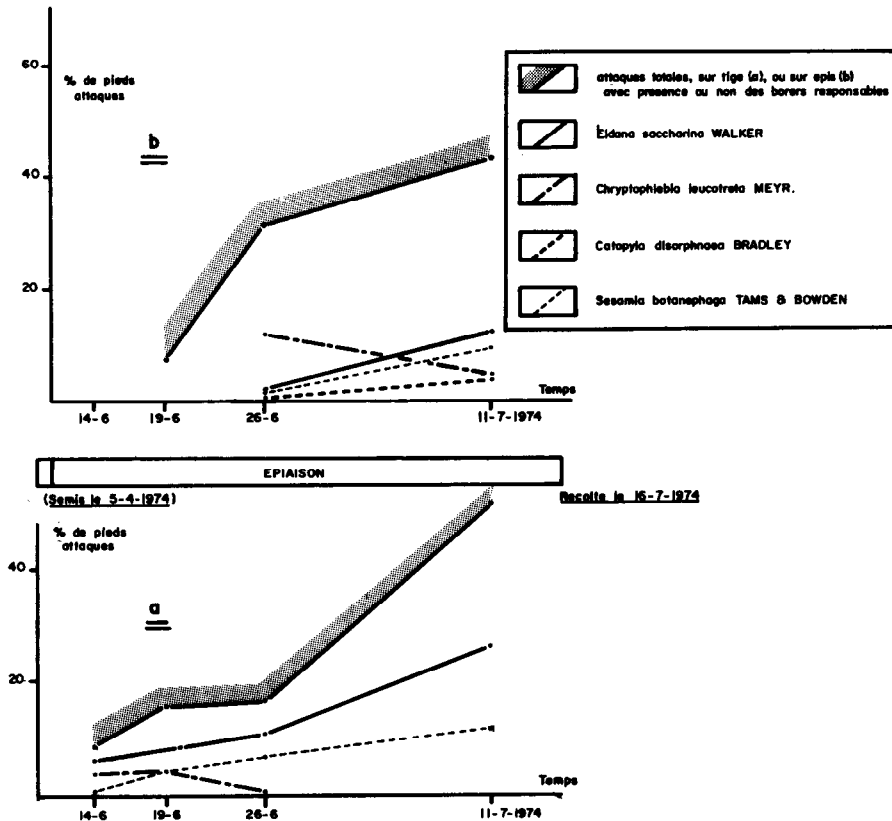 60
% de pieds
attaques
b
40
20
Temps
14-6
19-6
26-6
11-7-1974
attaques totales, sur tige (a), ou sur epis (b)
avec presence ou non des borers responsables
Eldana saccharina WALKER
Chryptophlebia leucotreta MEYR.
Catopyla disorphnaea BRADLEY
Sesamia botanephaga TAMS & BOWDEN
EPIAISON
(Semis le 5-4-1974)
Recolte le 16-7-1974
% de pieds
attaques
40
a
20
Temps
14-6
19-6
26-6
11-7-1974